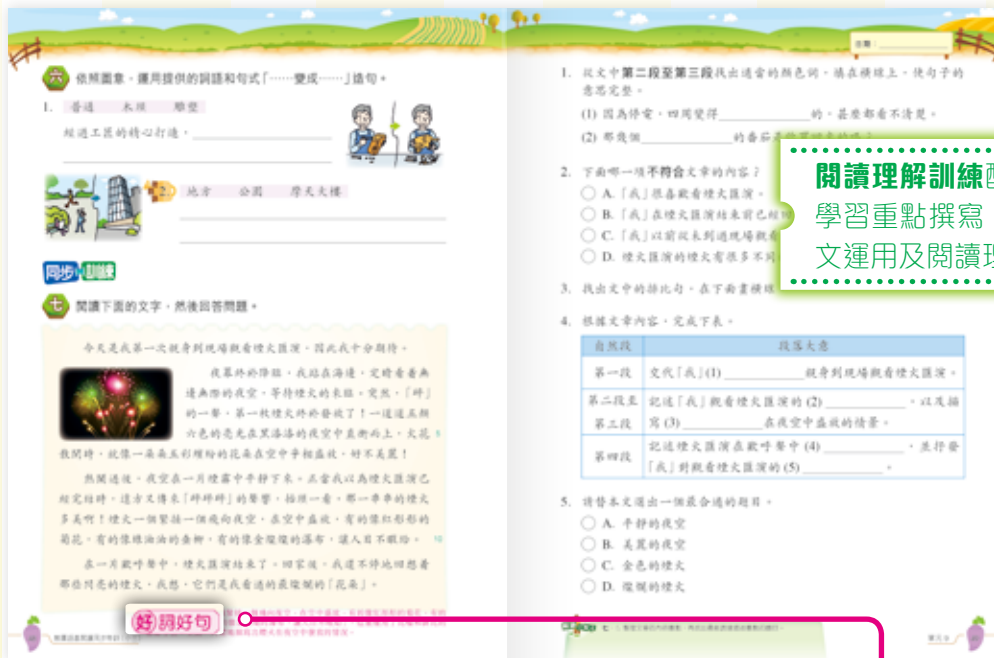 六 依照圖意，運用提供的詞語和句式「……變成……」造句。
1. 普通 木頭 雕塑
經過工匠的精心打造，
2. 地方 公園 摩天大樓
同步訓練
七 閱讀下面的文字，然後回答問題。
今天是我第一次親身到現場觀看煙火匯演，因此我十分期待。
夜幕終於降臨，我站在海邊，定睛看着無
邊無際的夜空，等待煙火的來臨。突然，「砰」
的一聲，第一枚煙火終於發放了！一道道五顏
六色的亮光在黑洛洛的夜空中直衝而上，火花 5
散開時，就像一朵朵五彩繽紛的花朵在空中爭相盛放，好不美麗！
熱鬧過後，夜空在一片煙霧中平靜下來。正當我以為煙火匯演已
經完結時，遠方又傳來「砰砰砰」的聲響，抬頭一看，那一串串的煙火
多美啊！煙火一個緊接一個飛向夜空，在空中盛放，有的像紅彤彤的
菊花，有的像綠油油的垂柳，有的像金燦燦的瀑布，讓人目不暇給。 10
在一片歡呼聲中，煙火匯演結束了。回家後，我還不停地回想着
那些閃亮的煙火，我想，它們是我看過的最燦爛的「花朵」。
好詞好句
日期：
1. 從文中第二段至第三段找出適當的顏色詞，填在橫線上，使句子的
意思完整。
(1) 因為停電，四周變得 的，甚麼都看不清楚。
(2) 那幾個 的番茄是
2. 下面哪一項不符合文章的內容？
A. 「我」很喜歡看煙火匯演。
B. 「我」在煙火匯演結束前已經
C. 「我」以前從未到過現場觀看
D. 煙火匯演的煙火有很多不同
3. 找出文中的排比句，在下面畫橫線
4. 根據文章內容，完成下表。
自然段 段落大意
第一段 交代「我」(1) 親身到現場觀看煙火匯演。
第二段至 記述「我」觀看煙火匯演的 (2) ，以及描
第三段 寫 (3) 在夜空中盛放的情景。
第四段 記述煙火匯演在歡呼聲中 (4) ，並抒發
「我」對觀看煙火匯演的 (5) 。
5. 請替本文選出一個最合適的題目。
A. 平靜的夜空
B. 美麗的夜空
C. 金色的煙火
D. 燦爛的煙火
閱讀理解訓練
學習重點撰寫
文運用及閱讀理